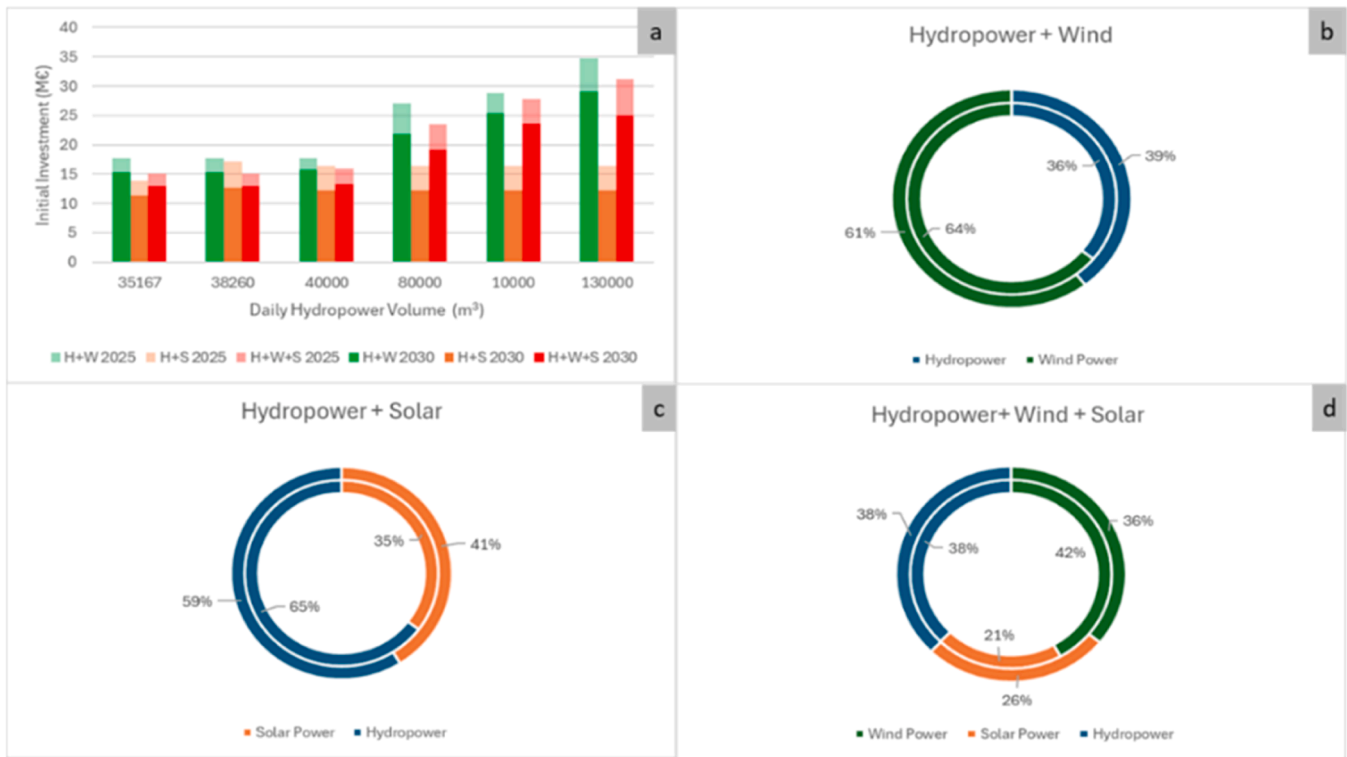 a
40
35
30
25
20
15
10
5
0
Initial Investment (M€)
35167 38260 40000 80000 10000 130000
Daily Hydropower Volume (m³)
H+W 2025 H+S 2025 H+W+S 2025 H+W 2030 H+S 2030 H+W+S 2030
b
Hydropower + Wind
36% 39%
61% 64%
Hydropower Wind Power
c
Hydropower + Solar
35% 41%
59% 65%
Solar Power Hydropower
d
Hydropower+ Wind + Solar
38% 36%
38% 42%
21%
26%
Wind Power Solar Power Hydropower